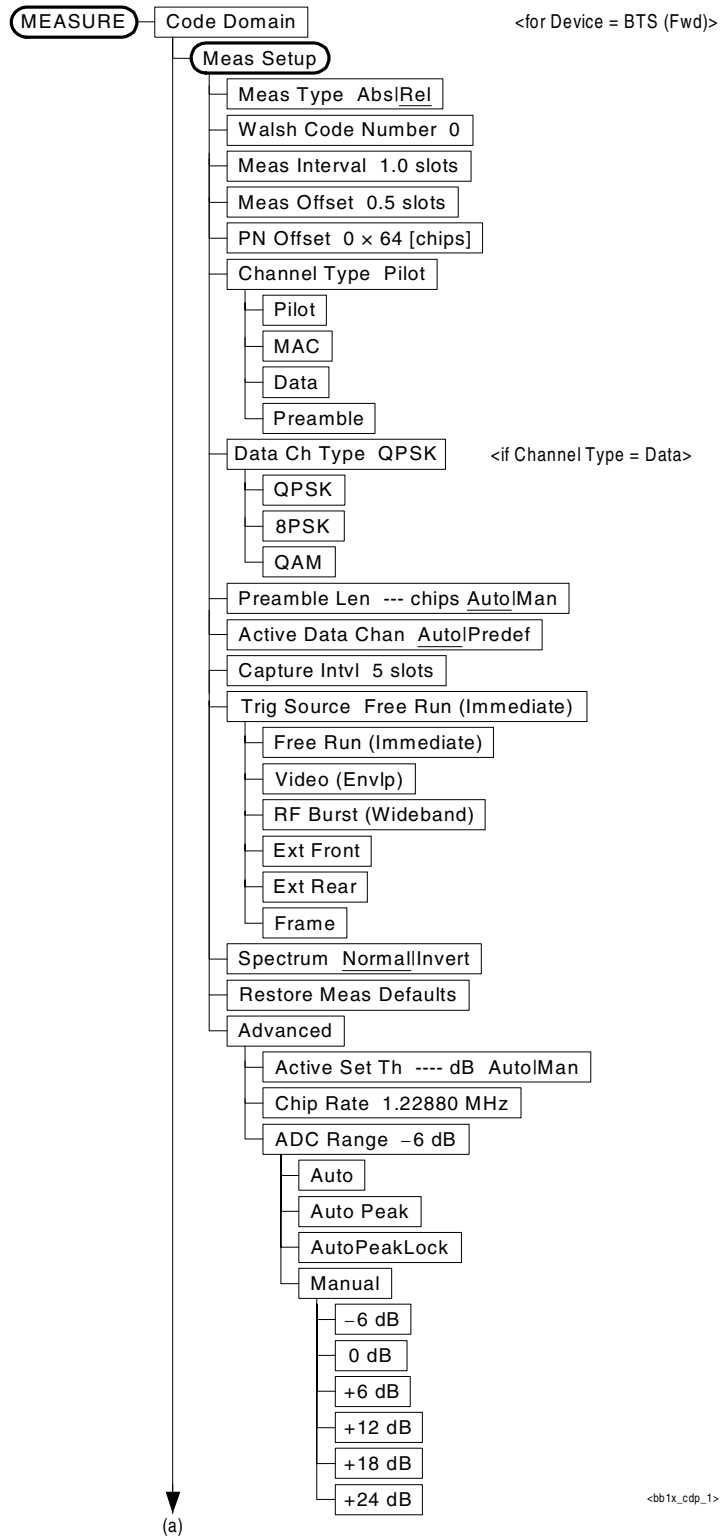 MEASURE Code Domain <for Device = BTS (Fwd)>
Meas Setup
Meas Type Abs|Rel
Walsh Code Number 0
Meas Interval 1.0 slots
Meas Offset 0.5 slots
PN Offset 0 × 64 [chips]
Channel Type Pilot
Pilot
MAC
Data
Preamble
Data Ch Type QPSK <if Channel Type = Data>
QPSK
8PSK
QAM
Preamble Len --- chips Auto|Man
Active Data Chan Auto|Predef
Capture Intvl 5 slots
Trig Source Free Run (Immediate)
Free Run (Immediate)
Video (Envlp)
RF Burst (Wideband)
Ext Front
Ext Rear
Frame
Spectrum Normal|Invert
Restore Meas Defaults
Advanced
Active Set Th ---- dB Auto|Man
Chip Rate 1.22880 MHz
ADC Range −6 dB
Auto
Auto Peak
AutoPeakLock
Manual
−6 dB
0 dB
+6 dB
+12 dB
+18 dB
+24 dB <bb1x_cdp_1>
(a)